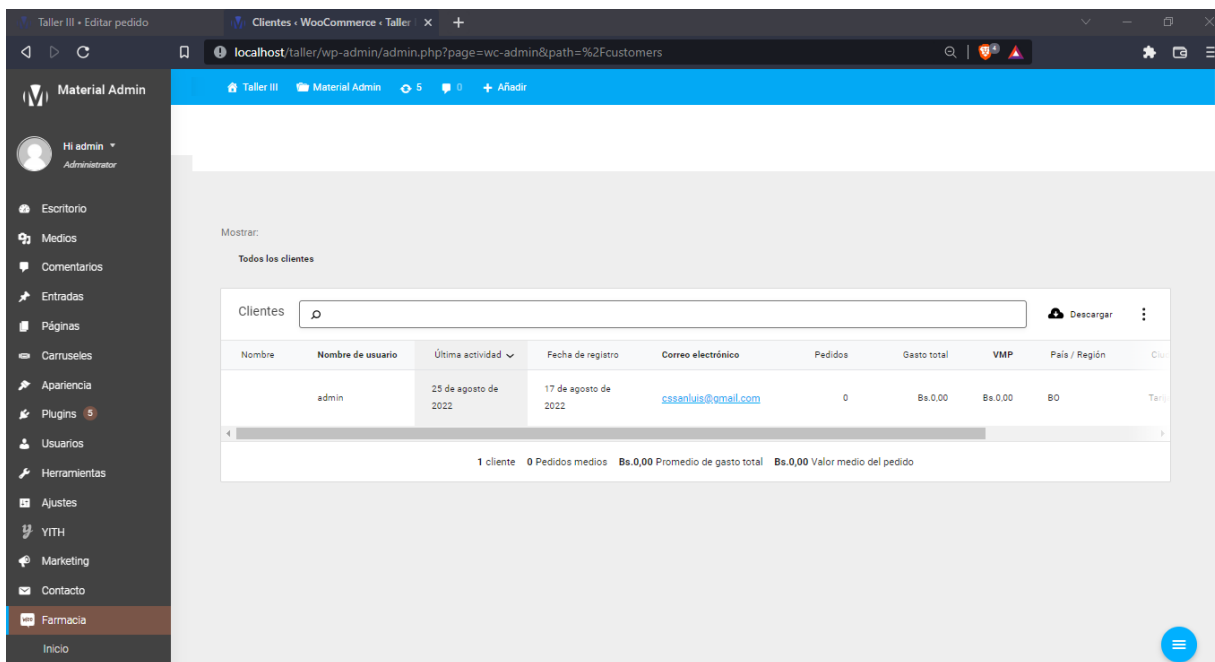 Taller III • Editar pedido
Clientes ‹ WooCommerce ‹ Taller
localhost/taller/wp-admin/admin.php?page=wc-admin&path=%2Fcustomers
Material Admin
Taller III Material Admin 5 0 + Añadir
Hi admin
Administrator
Escritorio
Medios
Comentarios
Entradas
Páginas
Carruseles
Apariencia
Plugins 5
Usuarios
Herramientas
Ajustes
YITH
Marketing
Contacto
Farmacia
Inicio
Mostrar:
Todos los clientes
Clientes Descargar
Nombre Nombre de usuario Última actividad Fecha de registro Correo electrónico Pedidos Gasto total VMP País / Región
admin 25 de agosto de 2022 17 de agosto de 2022 cssanluis@gmail.com 0 Bs.0,00 Bs.0,00 BO
1 cliente 0 Pedidos medios Bs.0,00 Promedio de gasto total Bs.0,00 Valor medio del pedido